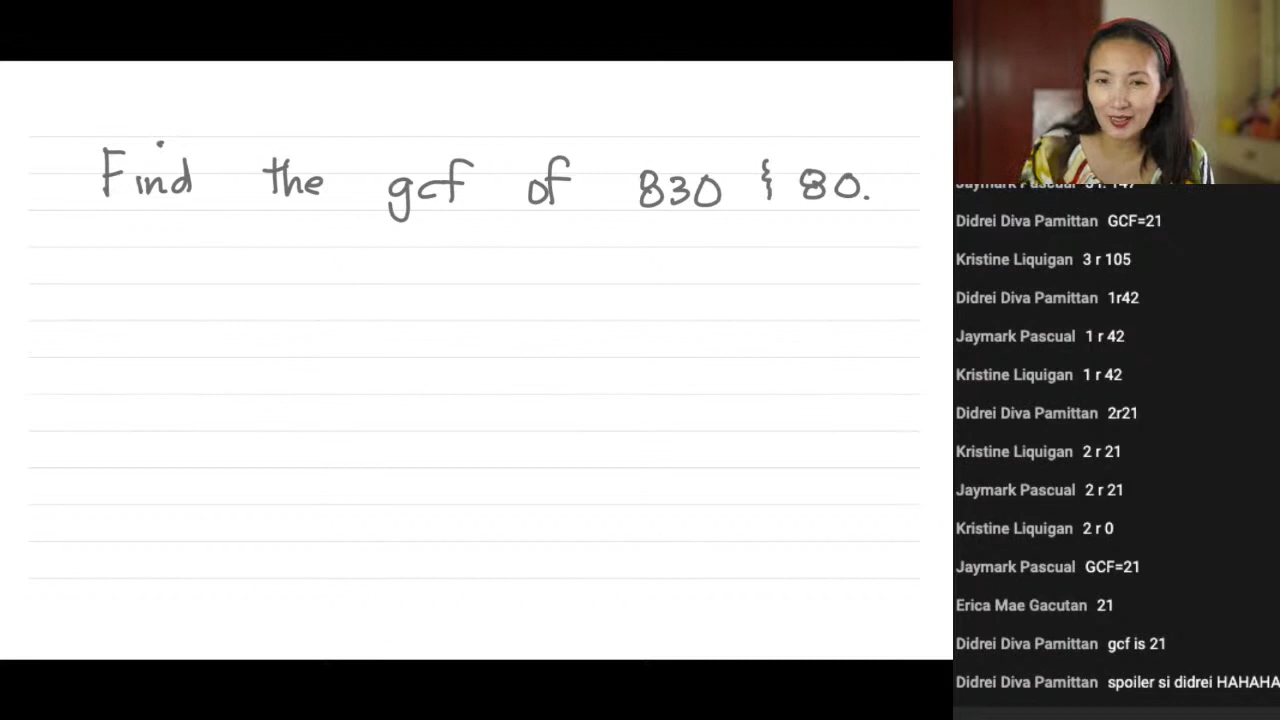 Find the gcf of 830 & 80.
Didrei Diva Pamittan GCF=21
Kristine Liquigan 3 r 105
Didrei Diva Pamittan 1r42
Jaymark Pascual 1 r 42
Kristine Liquigan 1 r 42
Didrei Diva Pamittan 2r21
Kristine Liquigan 2 r 21
Jaymark Pascual 2 r 21
Kristine Liquigan 2 r 0
Jaymark Pascual GCF=21
Erica Mae Gacutan 21
Didrei Diva Pamittan gcf is 21
Didrei Diva Pamittan spoiler si didrei HAHAHA